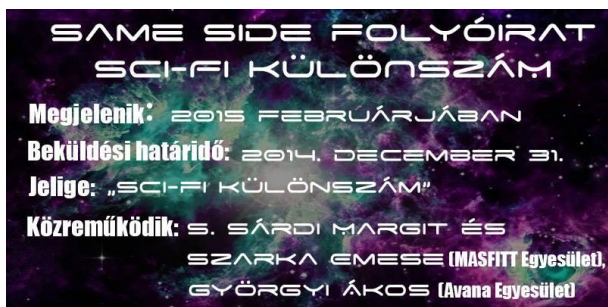 SAME SIDE FOLYÓIRAT
SCI-FI KÜLÖNSZÁM
Megjelenik: 2015 FEBRUÁRJÁBAN
Beküldési határidő: 2014. DECEMBER 31.
Jelige: „SCI-FI KÜLÖNSZÁM”
Közreműködik: S. SÁRDI MARGIT ÉS
SZARKA EMESE (MASFITT Egyesület),
GYÖRGYI ÁKOS (Avana Egyesület)